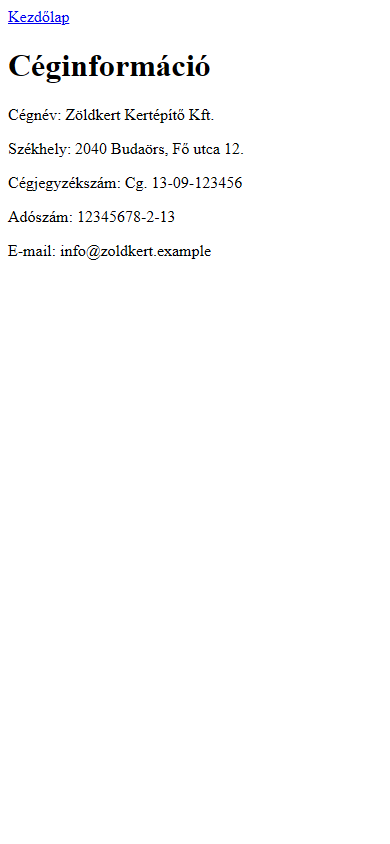 Kezdőlap
Céginformáció
Cégnév: Zöldkert Kertépítő Kft.
Székhely: 2040 Budaörs, Fő utca 12.
Cégjegyzékszám: Cg. 13-09-123456
Adószám: 12345678-2-13
E-mail: info@zoldkert.example